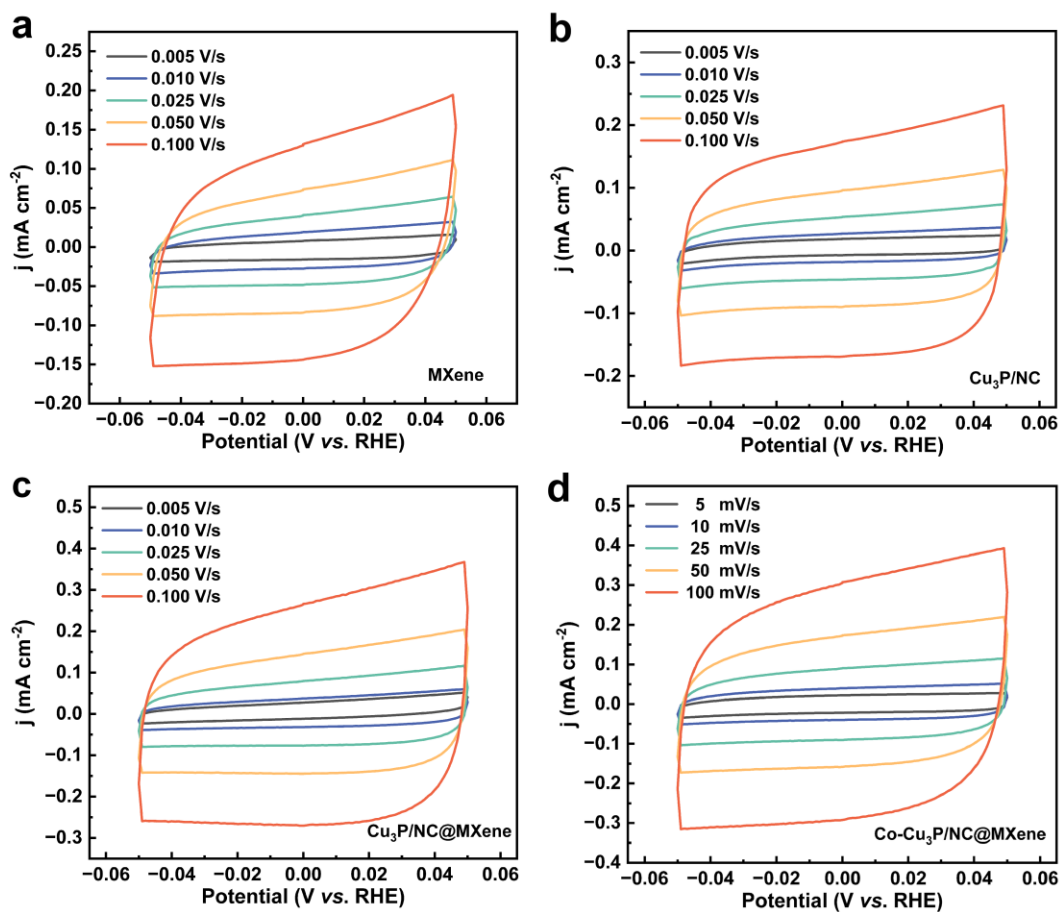 a
0.25
0.20
0.15
0.10
0.05
0.00
−0.05
−0.10
−0.15
−0.20
j (mA cm⁻²)
0.005 V/s
0.010 V/s
0.025 V/s
0.050 V/s
0.100 V/s
MXene
−0.06 −0.04 −0.02 0.00 0.02 0.04 0.06
Potential (V vs. RHE)
b
0.3
0.2
0.1
0.0
−0.1
−0.2
j (mA cm⁻²)
0.005 V/s
0.010 V/s
0.025 V/s
0.050 V/s
0.100 V/s
Cu₃P/NC
−0.06 −0.04 −0.02 0.00 0.02 0.04 0.06
Potential (V vs. RHE)
c
0.5
0.4
0.3
0.2
0.1
0.0
−0.1
−0.2
−0.3
j (mA cm⁻²)
0.005 V/s
0.010 V/s
0.025 V/s
0.050 V/s
0.100 V/s
Cu₃P/NC@MXene
−0.06 −0.04 −0.02 0.00 0.02 0.04 0.06
Potential (V vs. RHE)
d
0.5
0.4
0.3
0.2
0.1
0.0
−0.1
−0.2
−0.3
−0.4
j (mA cm⁻²)
5 mV/s
10 mV/s
25 mV/s
50 mV/s
100 mV/s
Co-Cu₃P/NC@MXene
−0.06 −0.04 −0.02 0.00 0.02 0.04 0.06
Potential (V vs. RHE)